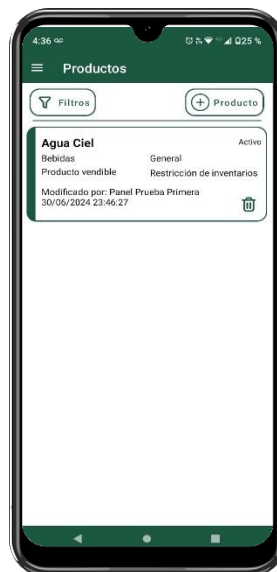 4:36
25 %
Productos
Filtros
Producto
Agua Ciel Activo
Bebidas General
Producto vendible Restricción de inventarios
Modificado por: Panel Prueba Primera
30/06/2024 23:46:27